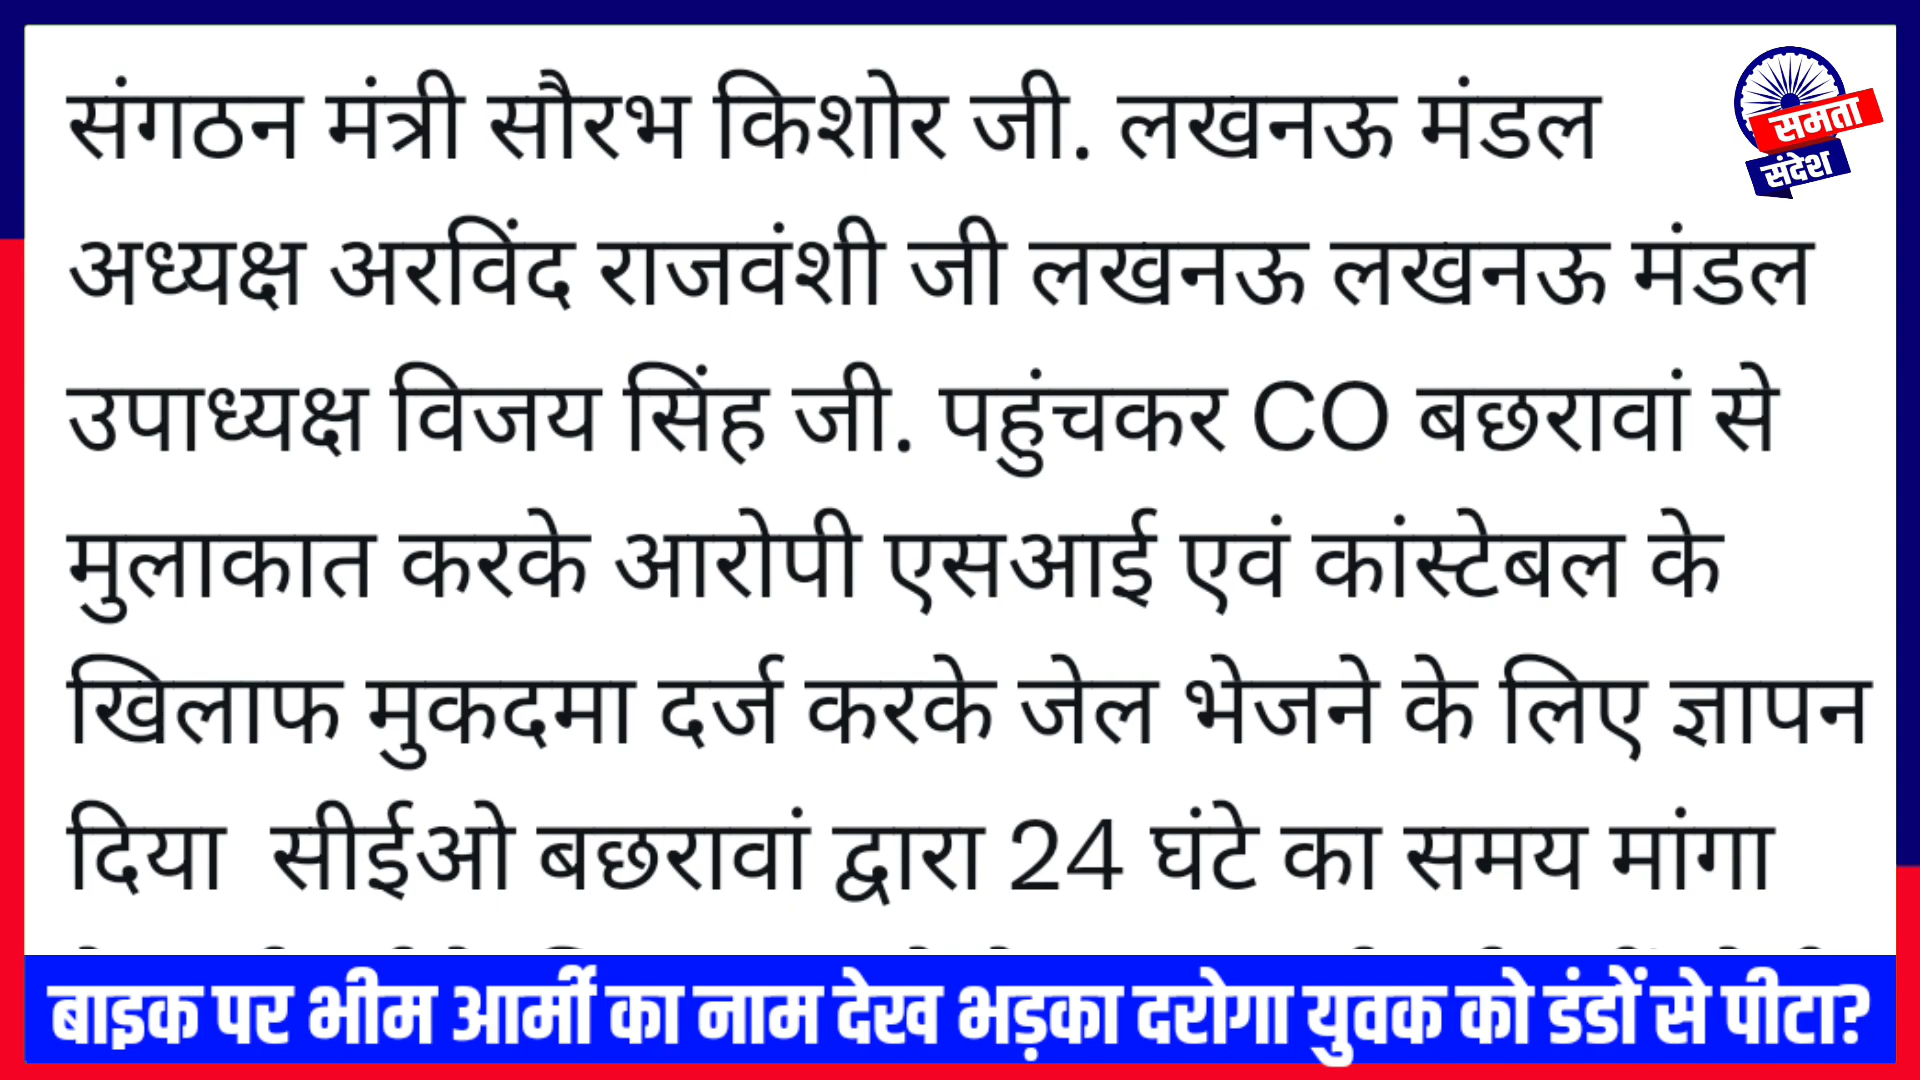 संगठन मंत्री सौरभ किशोर जी. लखनऊ मंडल
समता
संदेश
अध्यक्ष अरविंद राजवंशी जी लखनऊ लखनऊ मंडल
उपाध्यक्ष विजय सिंह जी. पहुंचकर CO बछरावां से
मुलाकात करके आरोपी एसआई एवं कांस्टेबल के
खिलाफ मुकदमा दर्ज करके जेल भेजने के लिए ज्ञापन
दिया  सीईओ बछरावां द्वारा 24 घंटे का समय मांगा
बाइक पर भीम आर्मी का नाम देख भड़का दरोगा युवक को डंडों से पीटा?